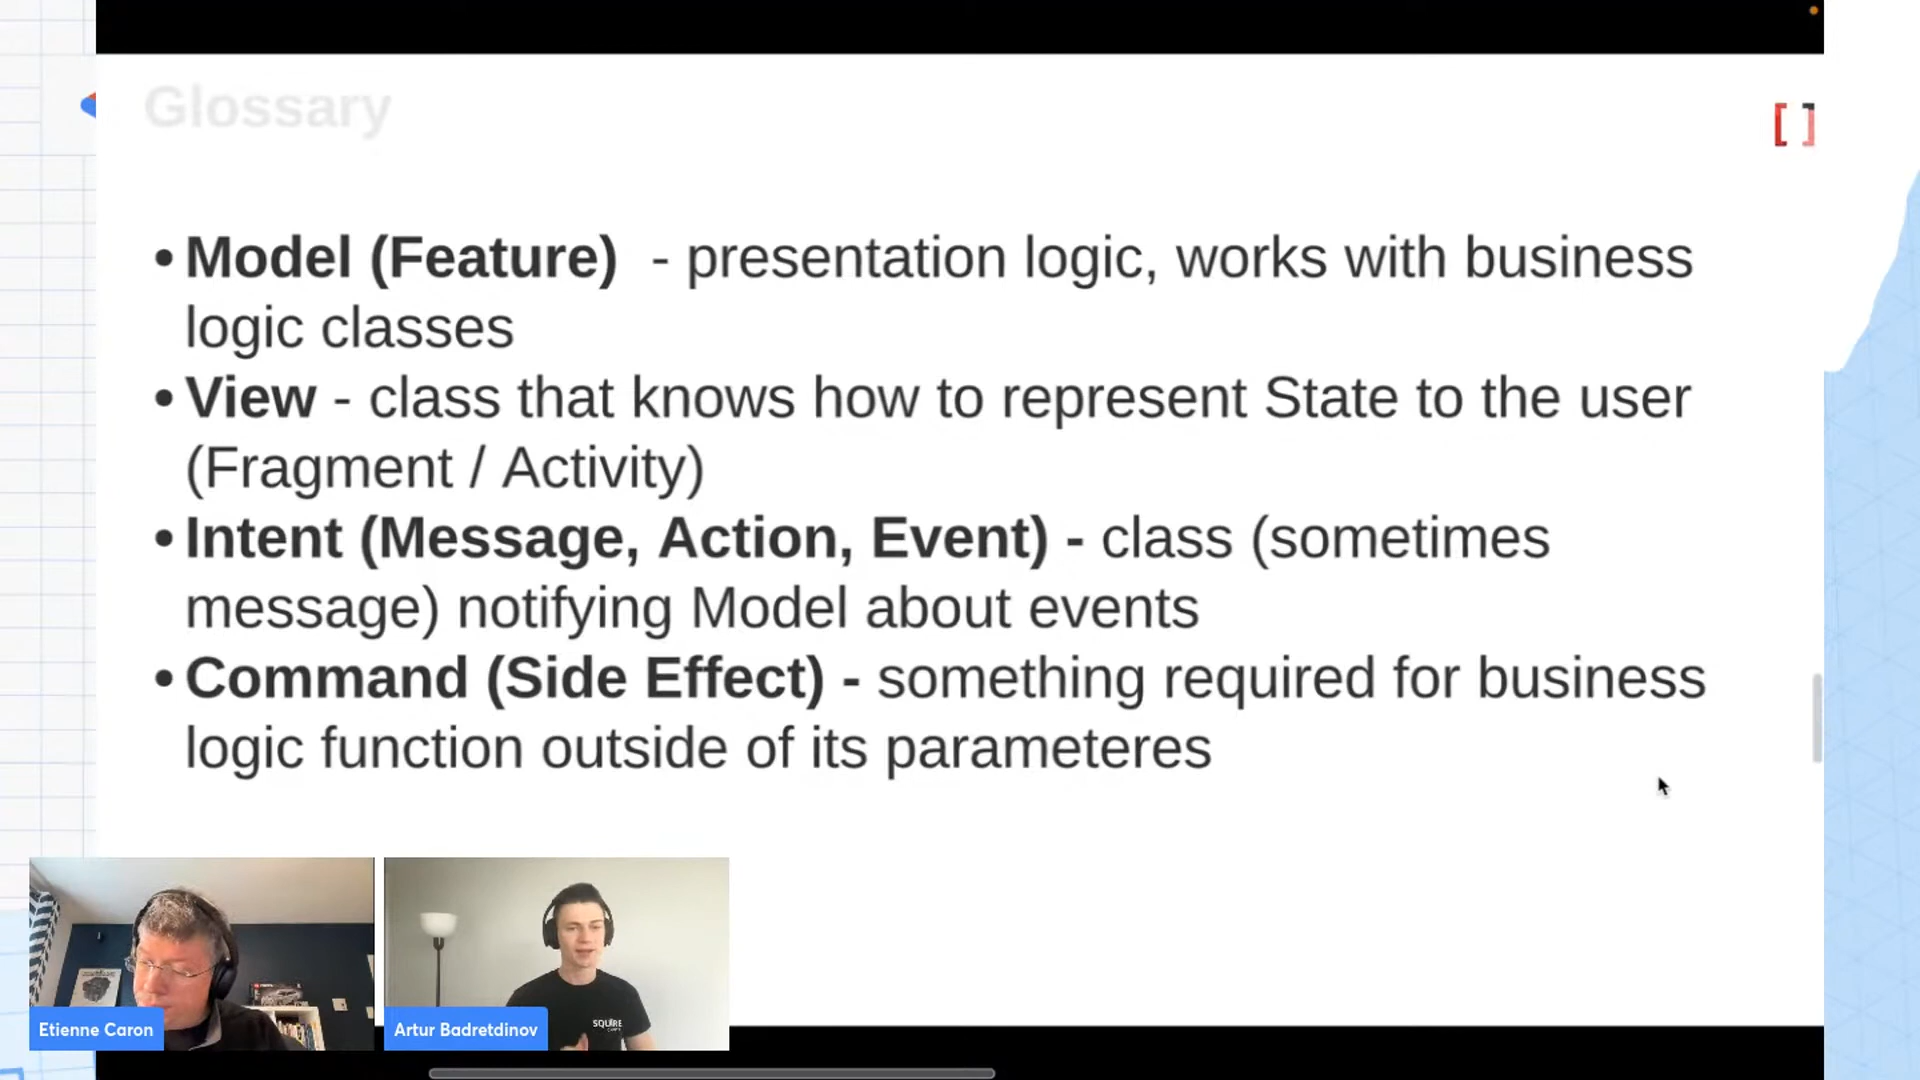 Glossary
[ ]
• Model (Feature)  - presentation logic, works with business
logic classes
• View - class that knows how to represent State to the user
(Fragment / Activity)
• Intent (Message, Action, Event) - class (sometimes
message) notifying Model about events
• Command (Side Effect) - something required for business
logic function outside of its parameteres
SQUIRE
Etienne Caron
Artur Badretdinov